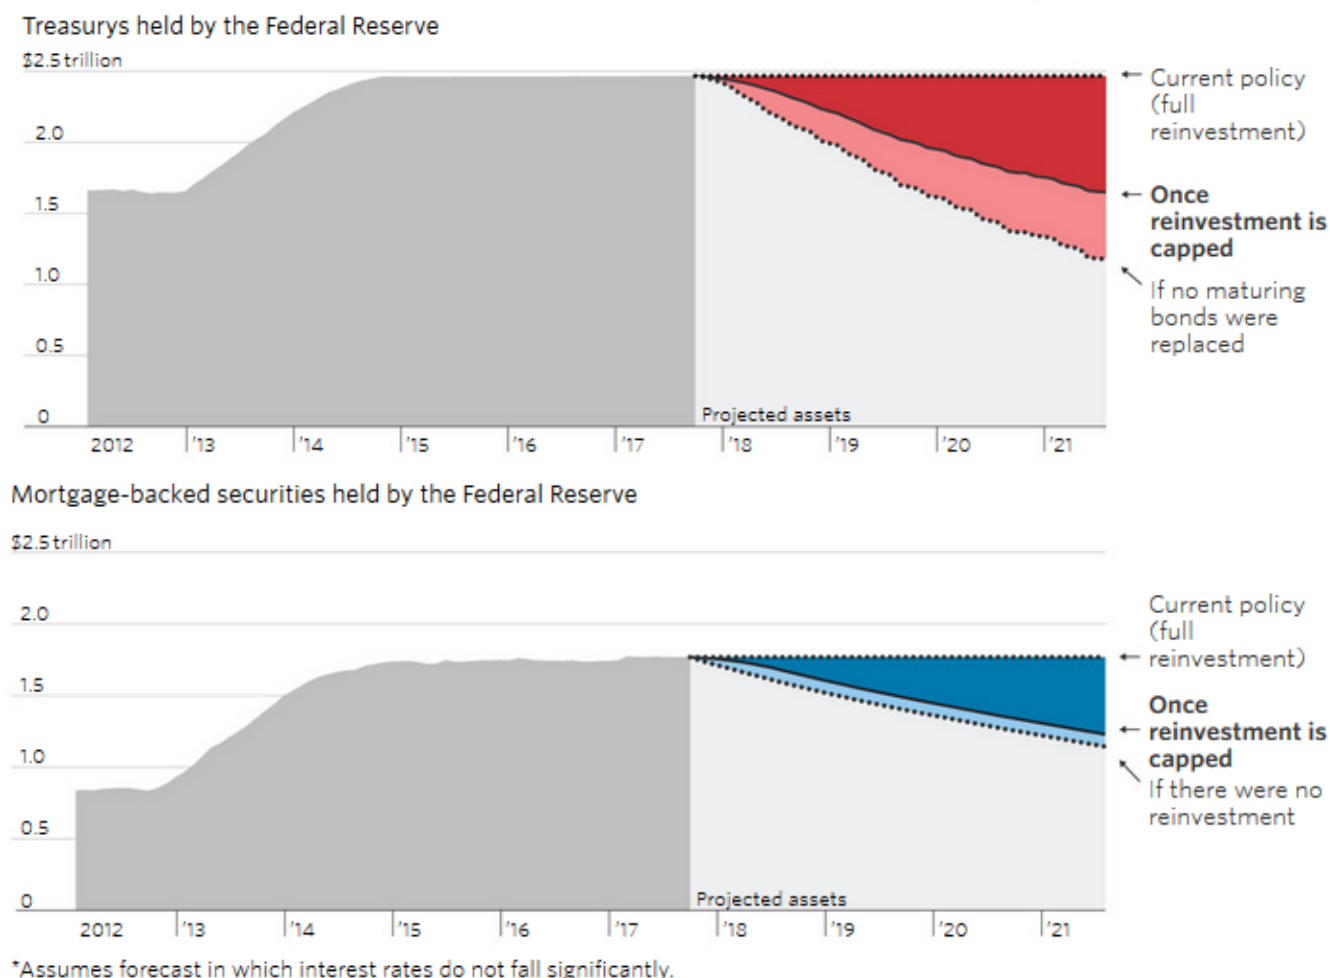 Treasurys held by the Federal Reserve
$2.5 trillion
2.0
1.5
1.0
0.5
0
Current policy
(full
reinvestment)
Once
reinvestment is
capped
If no maturing
bonds were
replaced
Projected assets
2012 '13 '14 '15 '16 '17 '18 '19 '20 '21
Mortgage-backed securities held by the Federal Reserve
$2.5 trillion
2.0
1.5
1.0
0.5
0
Current policy
(full
reinvestment)
Once
reinvestment is
capped
If there were no
reinvestment
Projected assets
2012 '13 '14 '15 '16 '17 '18 '19 '20 '21
*Assumes forecast in which interest rates do not fall significantly.